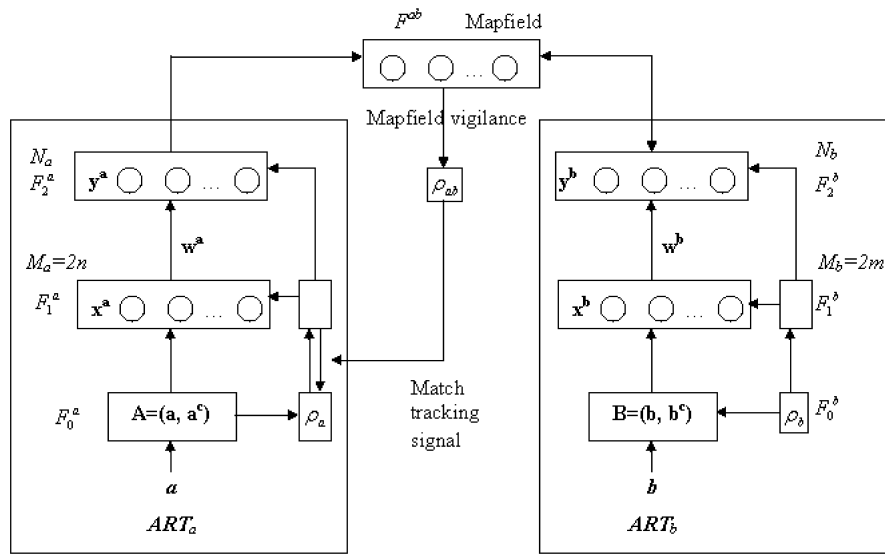 F^ab Mapfield
...
Mapfield vigilance
N_a
F_2^a
y^a ...
ρ_ab
N_b
F_2^b
y^b ...
w^a
w^b
M_a=2n
F_1^a
x^a ...
M_b=2m
F_1^b
x^b ...
Match
tracking
signal
F_0^a
A=(a, a^c)
ρ_a
B=(b, b^c)
ρ_b
F_0^b
a
b
ART_a
ART_b